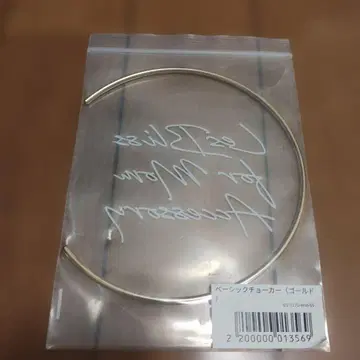 Les Bliss
for Mom
Accessory
ベーシックチョーカー（ゴールド
）
2 200000 013569